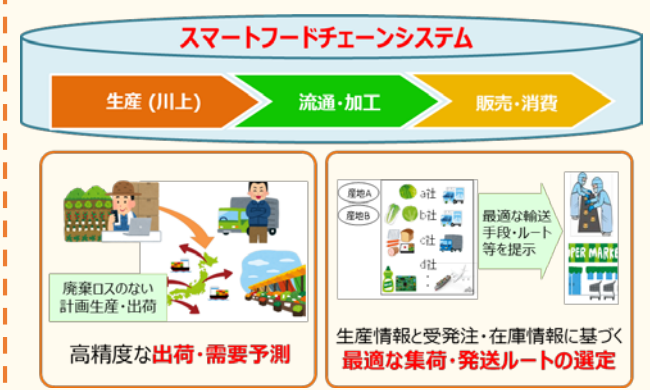 スマートフードチェーンシステム
生産 (川上)
流通・加工
販売・消費
廃棄ロスのない
計画生産・出荷
高精度な出荷・需要予測
産地A
産地B
a社
b社
c社
d社
最適な輸送
手段・ルート
等を提示
PER MARKE
生産情報と受発注・在庫情報に基づく
最適な集荷・発送ルートの選定